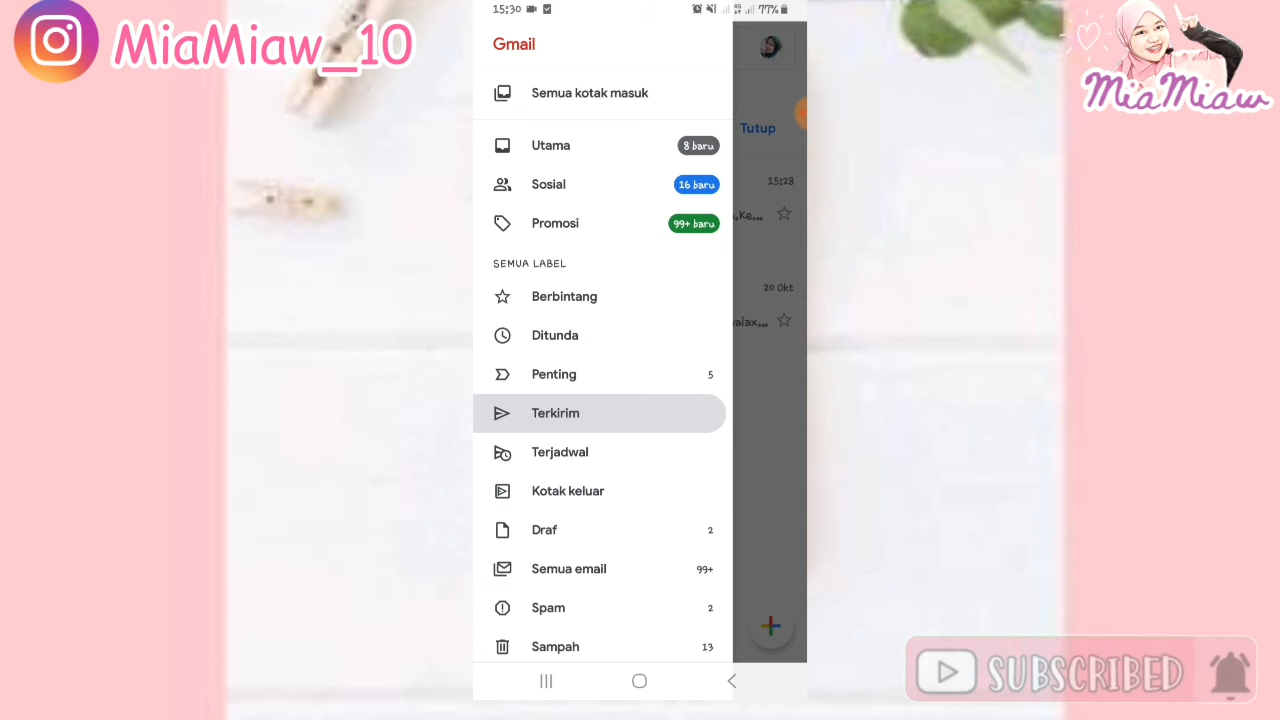 MiaMiaw_10
15:30
77%
Gmail
Semua kotak masuk
Utama
8 baru
Sosial
16 baru
Promosi
99+ baru
SEMUA LABEL
Berbintang
Ditunda
Penting
5
Terkirim
Terjadwal
Kotak keluar
Draf
2
Semua email
99+
Spam
2
Sampah
13
Tutup
15:28
20 Okt
MiaMiaw
SUBSCRIBED